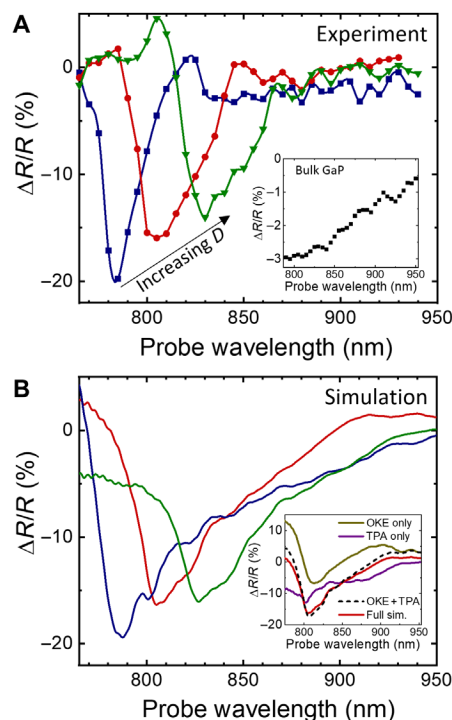 A
Experiment
0
−10
−20
ΔR/R (%)
Increasing D
Bulk GaP
0
−1
−2
−3
ΔR/R (%)
800 850 900 950
Probe wavelength (nm)
800 850 900 950
Probe wavelength (nm)
B
Simulation
0
−10
−20
ΔR/R (%)
OKE only
TPA only
10
5
0
−5
−10
−15
−20
ΔR/R (%)
OKE+TPA
Full sim.
800 850 900 950
Probe wavelength (nm)
800 850 900 950
Probe wavelength (nm)